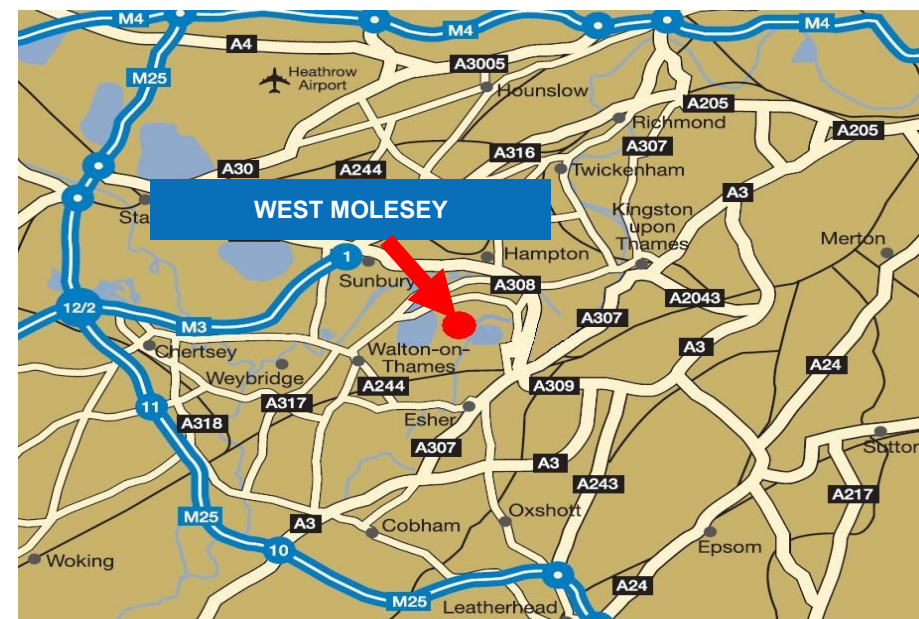 M4
M4
M4
A4
M25
Heathrow
Airport
A3005
Hounslow
A205
Richmond
A205
A316
A307
A30
A244
Twickenham
A3
WEST MOLESEY
Sta
Kingston
upon
Thames
Merton
Hampton
1
Sunbury
A308
A2043
12/2
A307
M3
Chertsey
Walton-on-
Thames
A3
A24
Weybridge
A244
A309
11
A317
Esher
A318
A307
Sutton
A3
A243
A217
M25
A3
Cobham
Oxshott
Epsom
10
Woking
A24
M25
Leatherhead